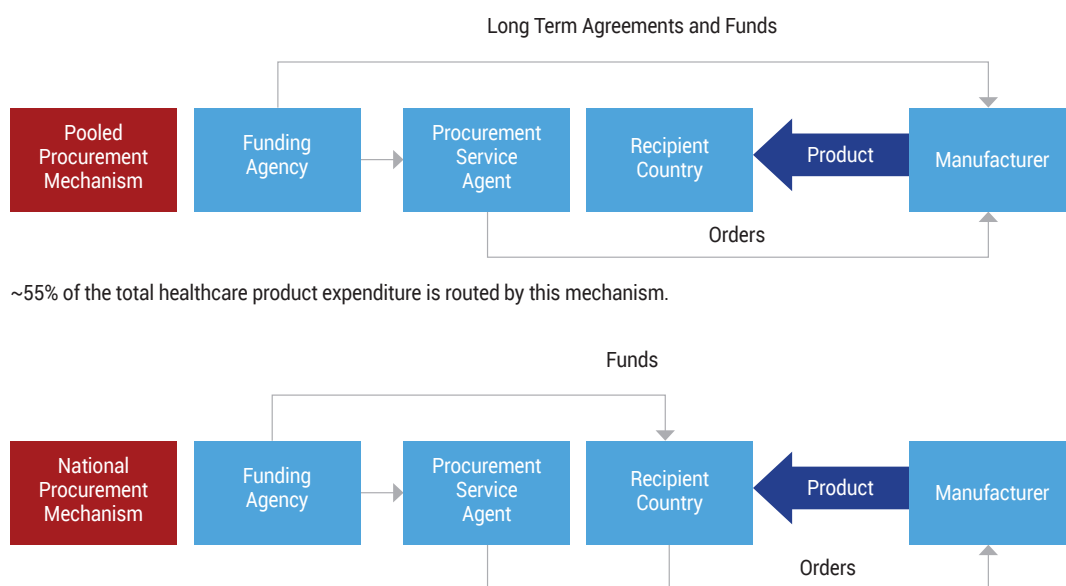 Long Term Agreements and Funds
Pooled
Procurement
Mechanism
Funding
Agency
Procurement
Service
Agent
Recipient
Country
Product
Manufacturer
Orders
~55% of the total healthcare product expenditure is routed by this mechanism.
Funds
National
Procurement
Mechanism
Funding
Agency
Procurement
Service
Agent
Recipient
Country
Product
Manufacturer
Orders